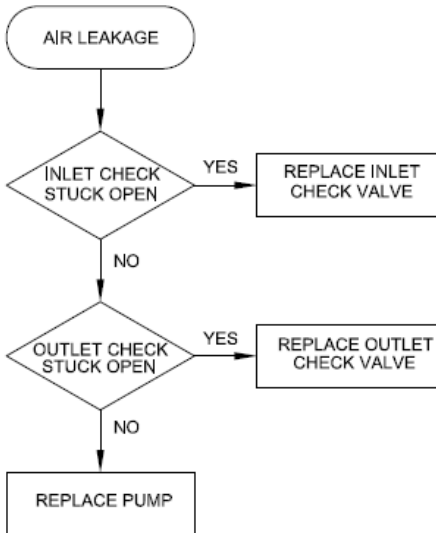 AIR LEAKAGE
INLET CHECK
STUCK OPEN
YES
REPLACE INLET
CHECK VALVE
NO
OUTLET CHECK
STUCK OPEN
YES
REPLACE OUTLET
CHECK VALVE
NO
REPLACE PUMP